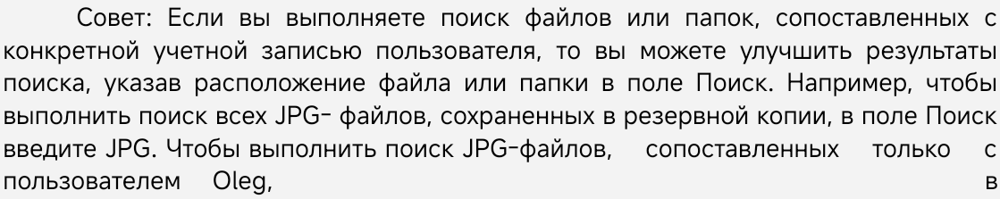 Совет: Если вы выполняете поиск файлов или папок, сопоставленных с
конкретной учетной записью пользователя, то вы можете улучшить результаты
поиска, указав расположение файла или папки в поле Поиск. Например, чтобы
выполнить поиск всех JPG- файлов, сохраненных в резервной копии, в поле Поиск
введите JPG. Чтобы выполнить поиск JPG-файлов, сопоставленных только с
пользователем Oleg, в